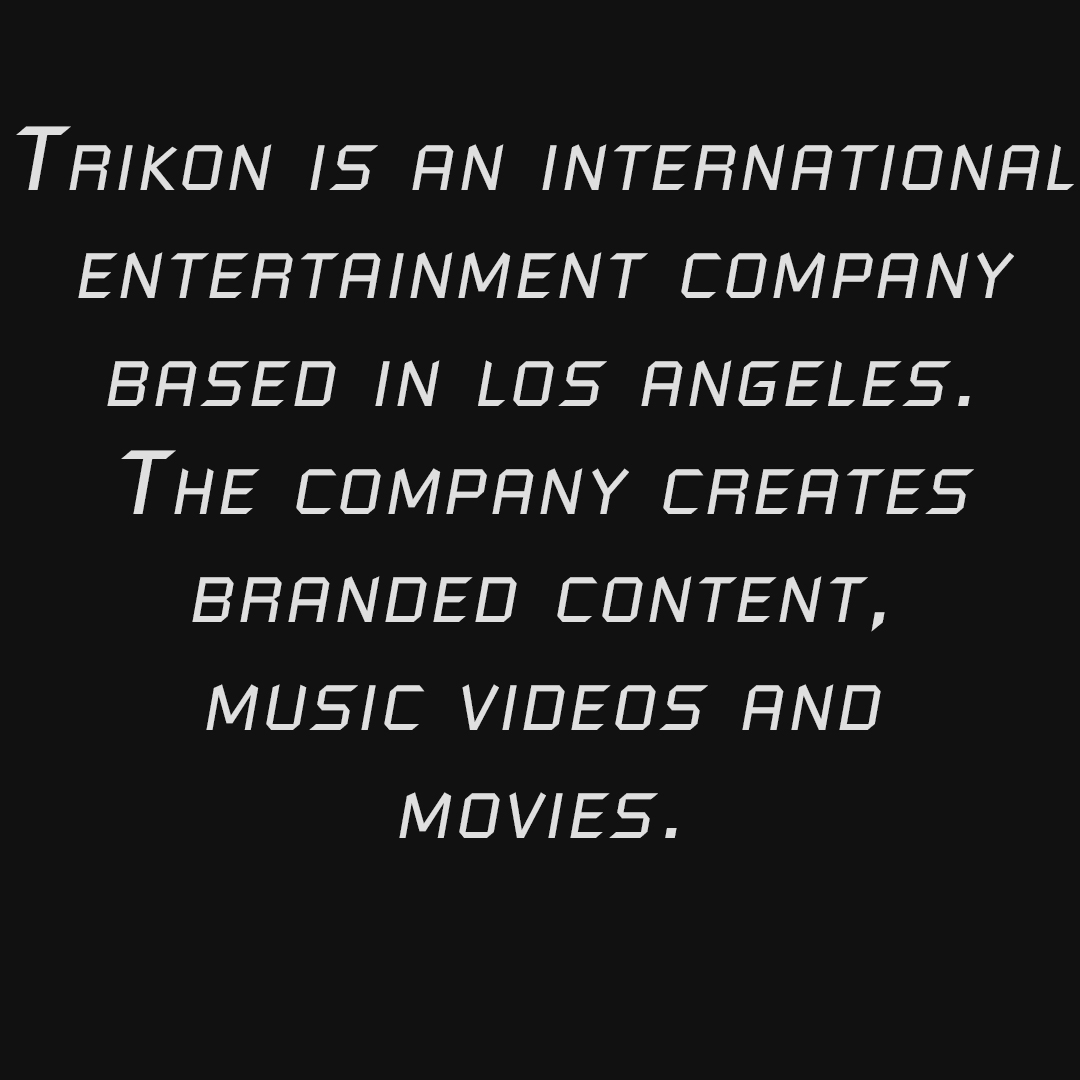 Trikon is an international
entertainment company
based in los angeles.
The company creates
branded content,
music videos and
movies.